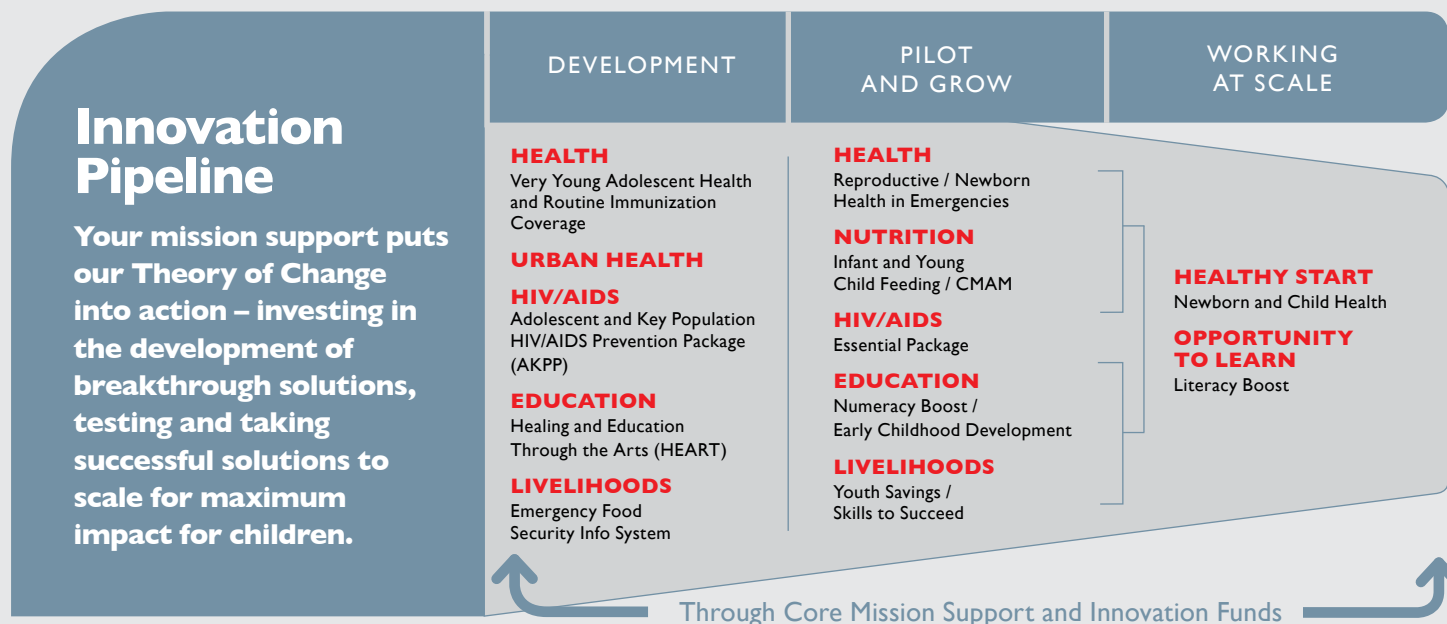 Innovation
Pipeline
Your mission support puts
our Theory of Change
into action – investing in
the development of
breakthrough solutions,
testing and taking
successful solutions to
scale for maximum
impact for children.
DEVELOPMENT
HEALTH
Very Young Adolescent Health
and Routine Immunization
Coverage
URBAN HEALTH
HIV/AIDS
Adolescent and Key Population
HIV/AIDS Prevention Package
(AKPP)
EDUCATION
Healing and Education
Through the Arts (HEART)
LIVELIHOODS
Emergency Food
Security Info System
PILOT
AND GROW
HEALTH
Reproductive / Newborn
Health in Emergencies
NUTRITION
Infant and Young
Child Feeding / CMAM
HIV/AIDS
Essential Package
EDUCATION
Numeracy Boost /
Early Childhood Development
LIVELIHOODS
Youth Savings /
Skills to Succeed
WORKING
AT SCALE
HEALTHY START
Newborn and Child Health
OPPORTUNITY
TO LEARN
Literacy Boost
Through Core Mission Support and Innovation Funds